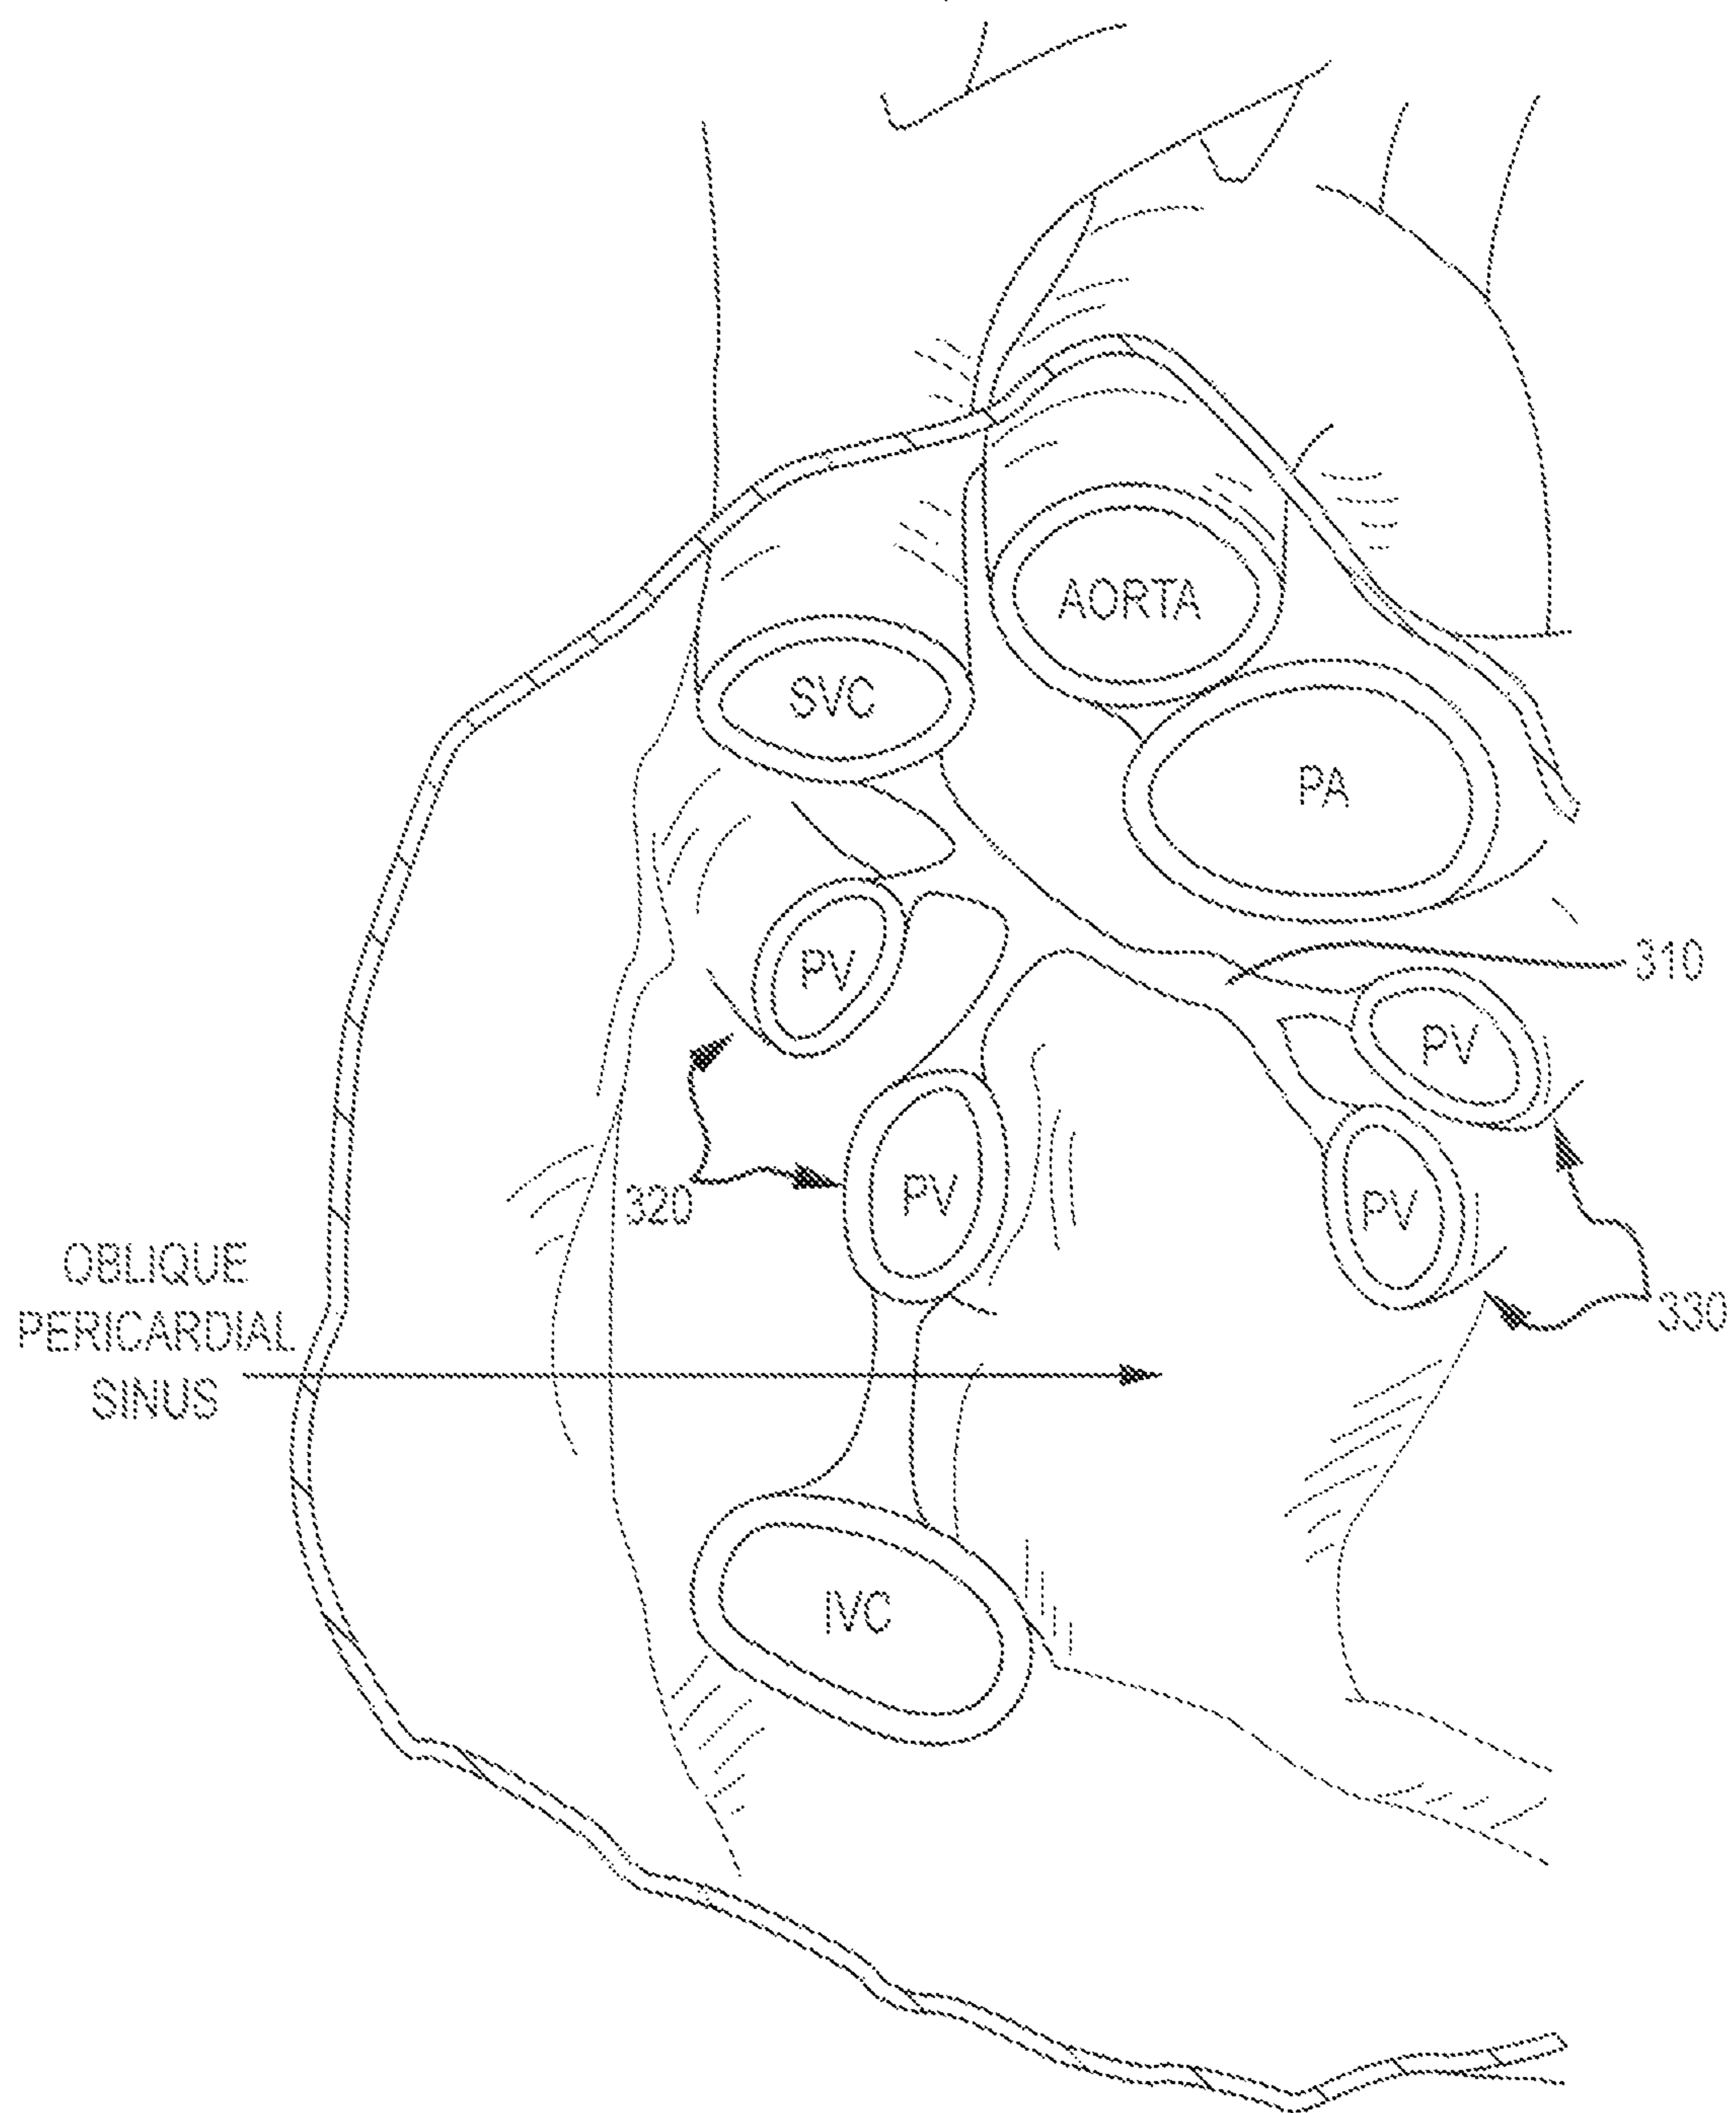 AORTA
SVC
PA
PV
310
PV
PV
PV
320
OBLIQUE
PERICARDIAL
SINUS
330
IVC